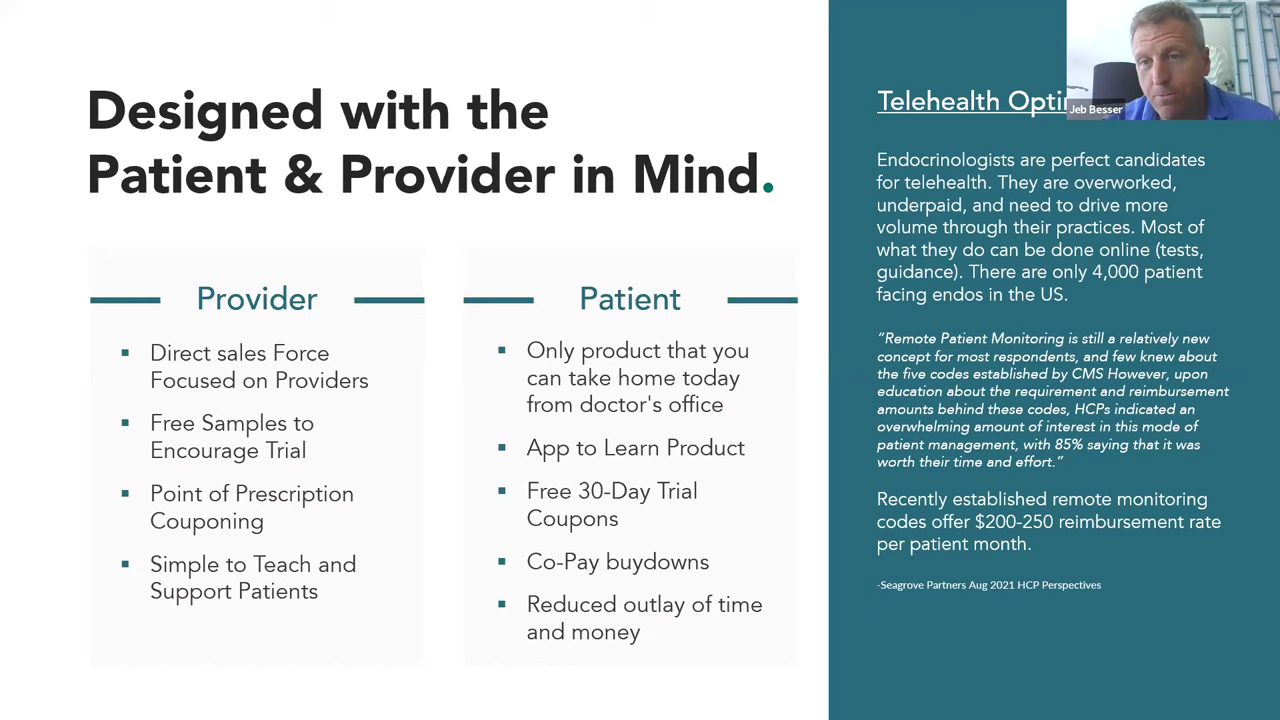 Designed with the
Patient & Provider in Mind.
Provider
▪ Direct sales Force
Focused on Providers
▪ Free Samples to
Encourage Trial
▪ Point of Prescription
Couponing
▪ Simple to Teach and
Support Patients
Patient
▪ Only product that you
can take home today
from doctor's office
▪ App to Learn Product
▪ Free 30-Day Trial
Coupons
▪ Co-Pay buydowns
▪ Reduced outlay of time
and money
Jeb Besser
Telehealth
Endocrinologists are perfect candidates
for telehealth. They are overworked,
underpaid, and need to drive more
volume through their practices. Most of
what they do can be done online (tests,
guidance). There are only 4,000 patient
facing endos in the US.
“Remote Patient Monitoring is still a relatively new
concept for most respondents, and few knew about
the five codes established by CMS However, upon
education about the requirement and reimbursement
amounts behind these codes, HCPs indicated an
overwhelming amount of interest in this mode of
patient management, with 85% saying that it was
worth their time and effort.”
Recently established remote monitoring
codes offer $200-250 reimbursement rate
per patient month.
-Seagrove Partners Aug 2021 HCP Perspectives